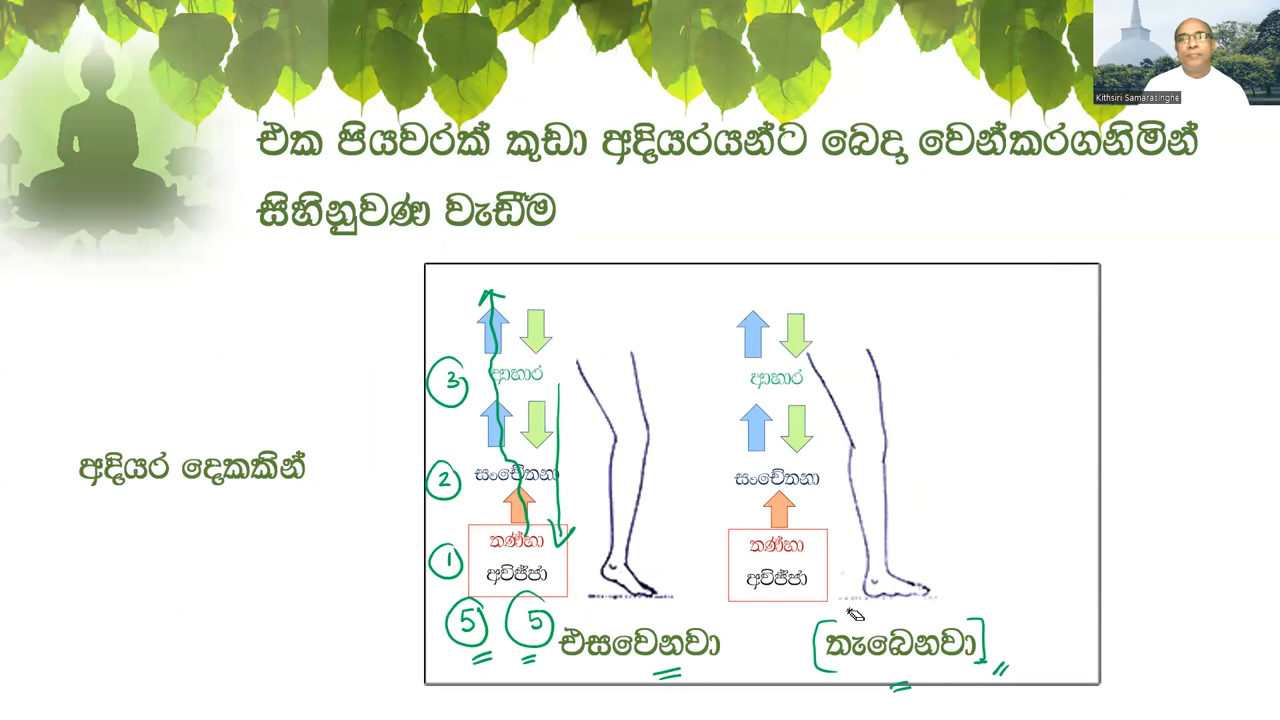 Kithsiri Samarasinghe
එක පියවරක් කුඩා අදියරයන්ට බෙදා වෙන්කරගනිමින්
සිහිනුවණ වැඩීම
අදියර දෙකකින්
3 ආහාර
2 සංචේතනා
1 තණ්හා
අවිජ්ජා
5 5 එසවෙනවා
ආහාර
සංචේතනා
තණ්හා
අවිජ්ජා
[තැබෙනවා]